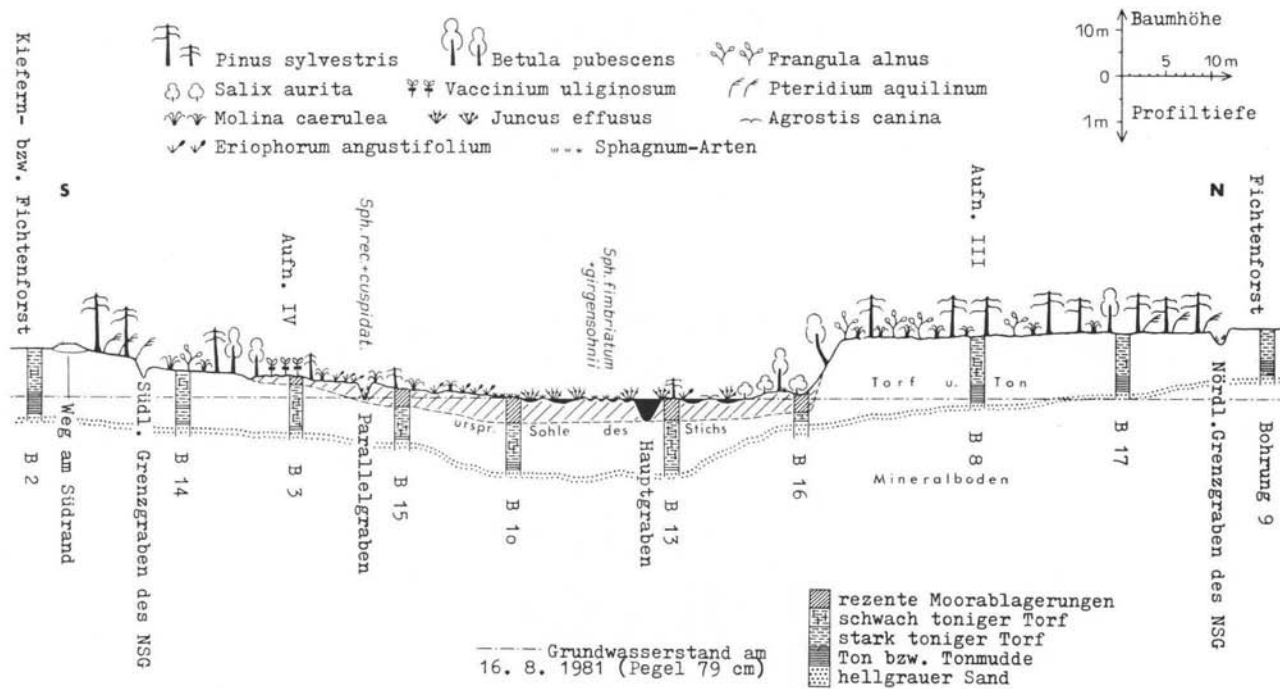 Pinus sylvestris
Betula pubescens
Frangula alnus
Salix aurita
Vaccinium uliginosum
Pteridium aquilinum
Molina caerulea
Juncus effusus
Agrostis canina
Eriophorum angustifolium
Sphagnum-Arten
10m
Baumhöhe
0
5
10 m
1m
Profiltiefe
Kiefern- bzw. Fichtenforst
S
Aufn. IV
Sph. rec.+cuspidat.
Sph. fimbriatum
+girgensohnii
Aufn. III
N
Fichtenforst
Torf u. Ton
urspr. Sohle des Stichs
Mineralboden
B 2
Weg am Südrand
Südl. Grenzgraben des NSG
B 14
B 3
Parallelgraben
B 15
B 1o
Hauptgraben
B 13
B 16
B 8
B 17
Nördl.Grenzgraben des NSG
Bohrung 9
Grundwasserstand am
16. 8. 1981 (Pegel 79 cm)
rezente Moorablagerungen
schwach toniger Torf
stark toniger Torf
Ton bzw. Tonmudde
hellgrauer Sand